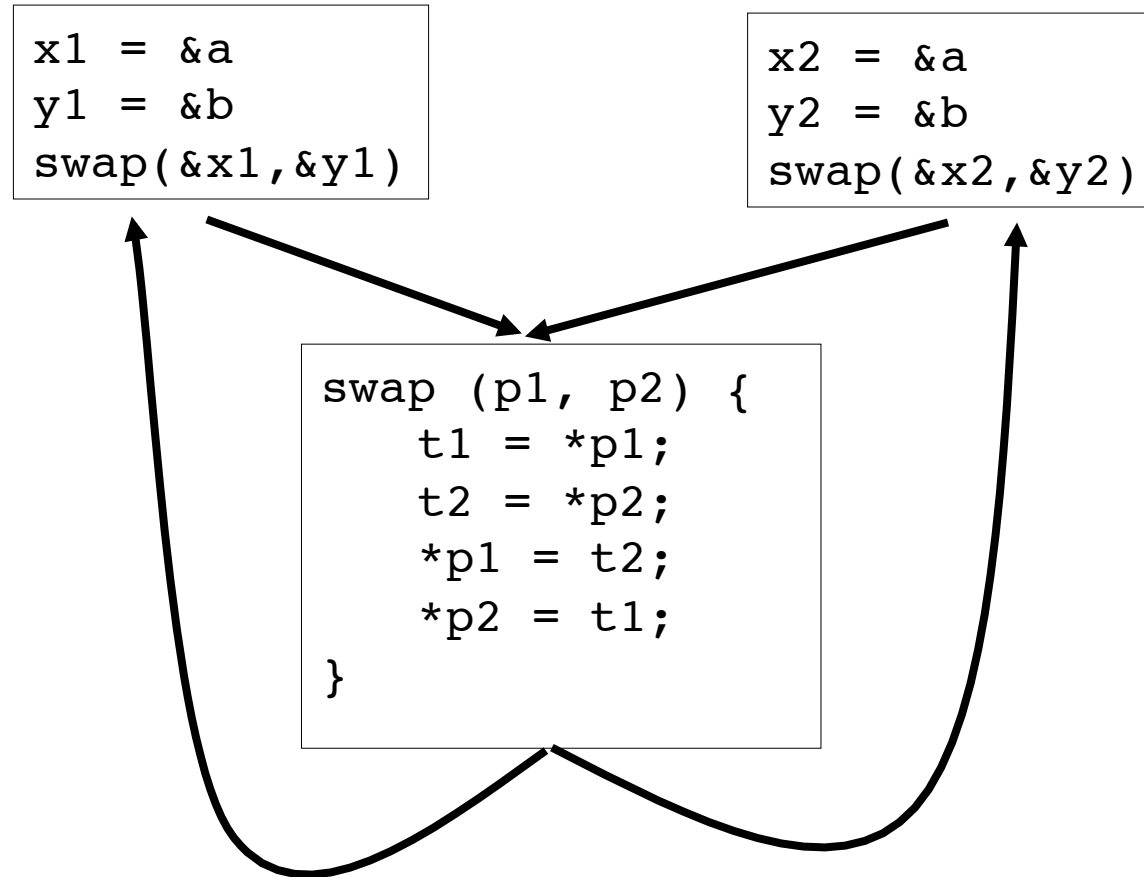 x1 = &a
y1 = &b
swap(&x1,&y1)
x2 = &a
y2 = &b
swap(&x2,&y2)
swap (p1, p2) {
t1 = *p1;
t2 = *p2;
*p1 = t2;
*p2 = t1;
}